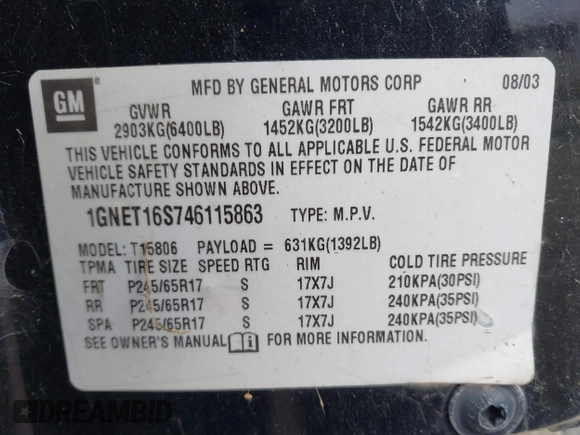 GM
MFD BY GENERAL MOTORS CORP 08/03
GVWR GAWR FRT GAWR RR
2903KG(6400LB) 1452KG(3200LB) 1542KG(3400LB)
THIS VEHICLE CONFORMS TO ALL APPLICABLE U.S. FEDERAL MOTOR
VEHICLE SAFETY STANDARDS IN EFFECT ON THE DATE OF
MANUFACTURE SHOWN ABOVE.
1GNET16S746115863 TYPE: M.P.V.
MODEL: T15806 PAYLOAD = 631KG(1392LB)
TPMA TIRE SIZE SPEED RTG RIM COLD TIRE PRESSURE
FRT P245/65R17 S 17X7J 210KPA(30PSI)
RR P245/65R17 S 17X7J 240KPA(35PSI)
SPA P245/65R17 S 17X7J 240KPA(35PSI)
SEE OWNER'S MANUAL FOR MORE INFORMATION.
DREAMBID